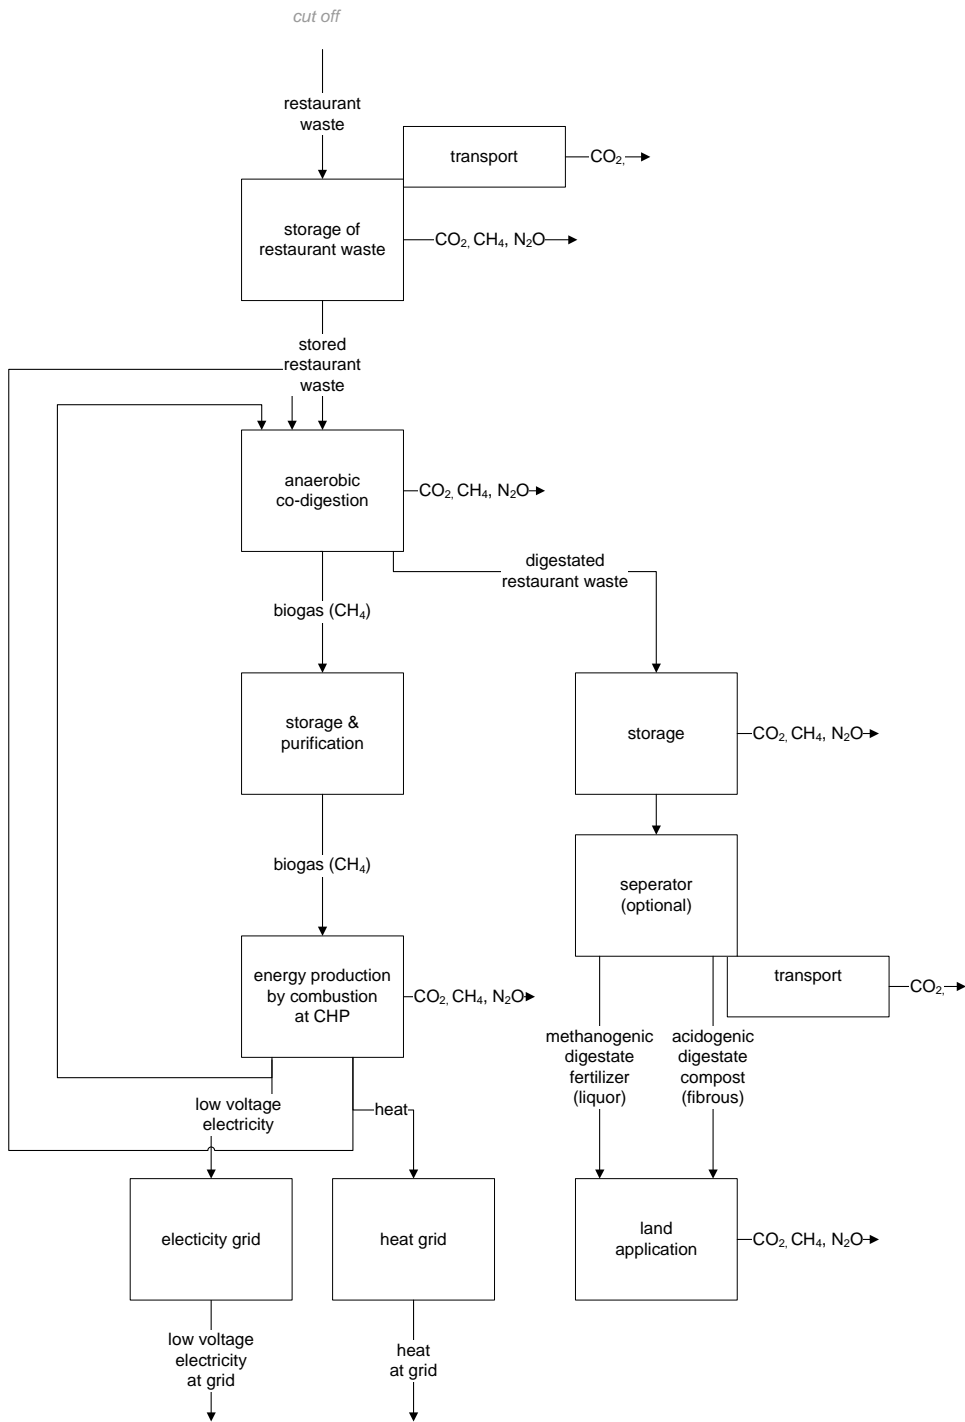 cut off
restaurant
waste
transport
CO2,
storage of
restaurant waste
CO2, CH4, N2O
stored
restaurant
waste
anaerobic
co-digestion
CO2, CH4, N2O
digestated
restaurant waste
biogas (CH4)
storage &
purification
storage
CO2, CH4, N2O
biogas (CH4)
seperator
(optional)
energy production
by combustion
at CHP
CO2, CH4, N2O
transport
CO2,
methanogenic
digestate
fertilizer
(liquor)
acidogenic
digestate
compost
(fibrous)
low voltage
electricity
heat
electicity grid
heat grid
land
application
CO2, CH4, N2O
low voltage
electricity
at grid
heat
at grid